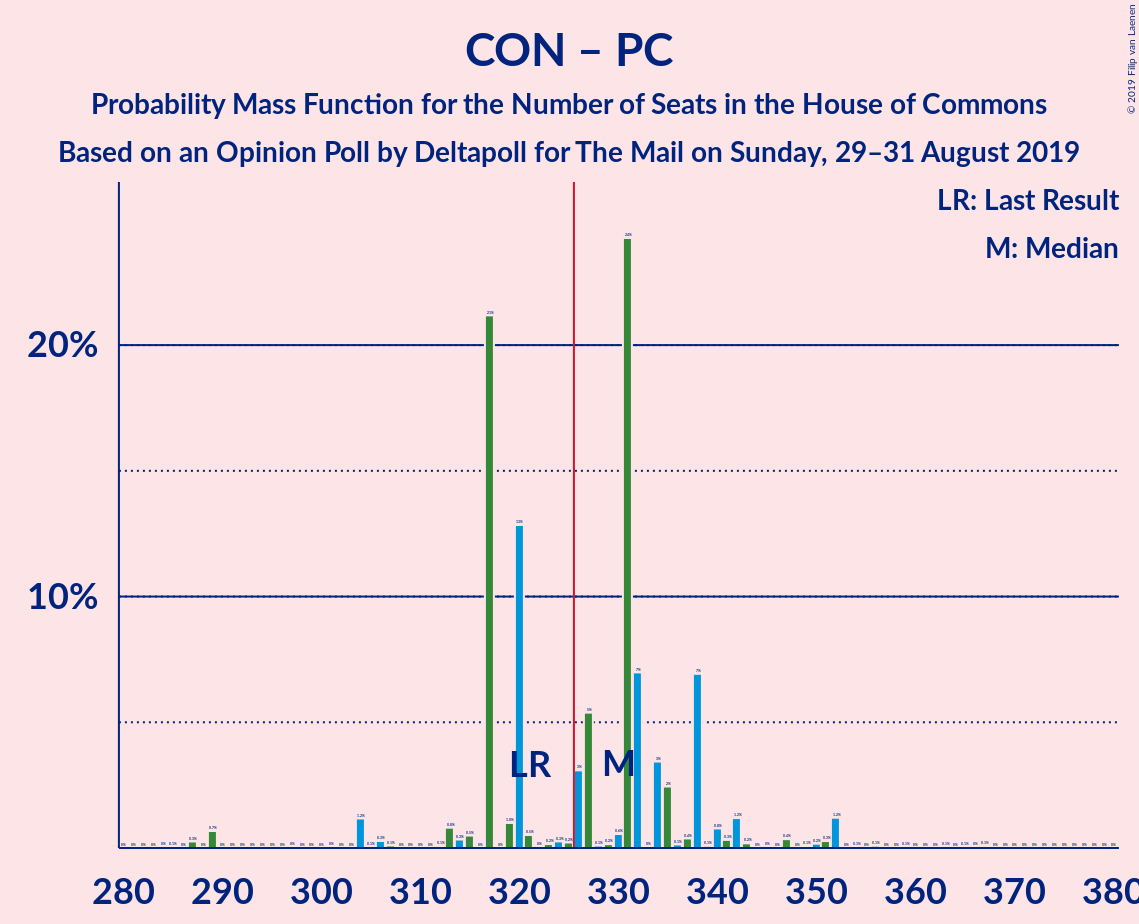 CON – PC
Probability Mass Function for the Number of Seats in the House of Commons
Based on an Opinion Poll by Deltapoll for The Mail on Sunday, 29–31 August 2019
© 2019 Filip van Laenen
LR: Last Result
M: Median
20%
10%
LR
M
280 290 300 310 320 330 340 350 360 370 380